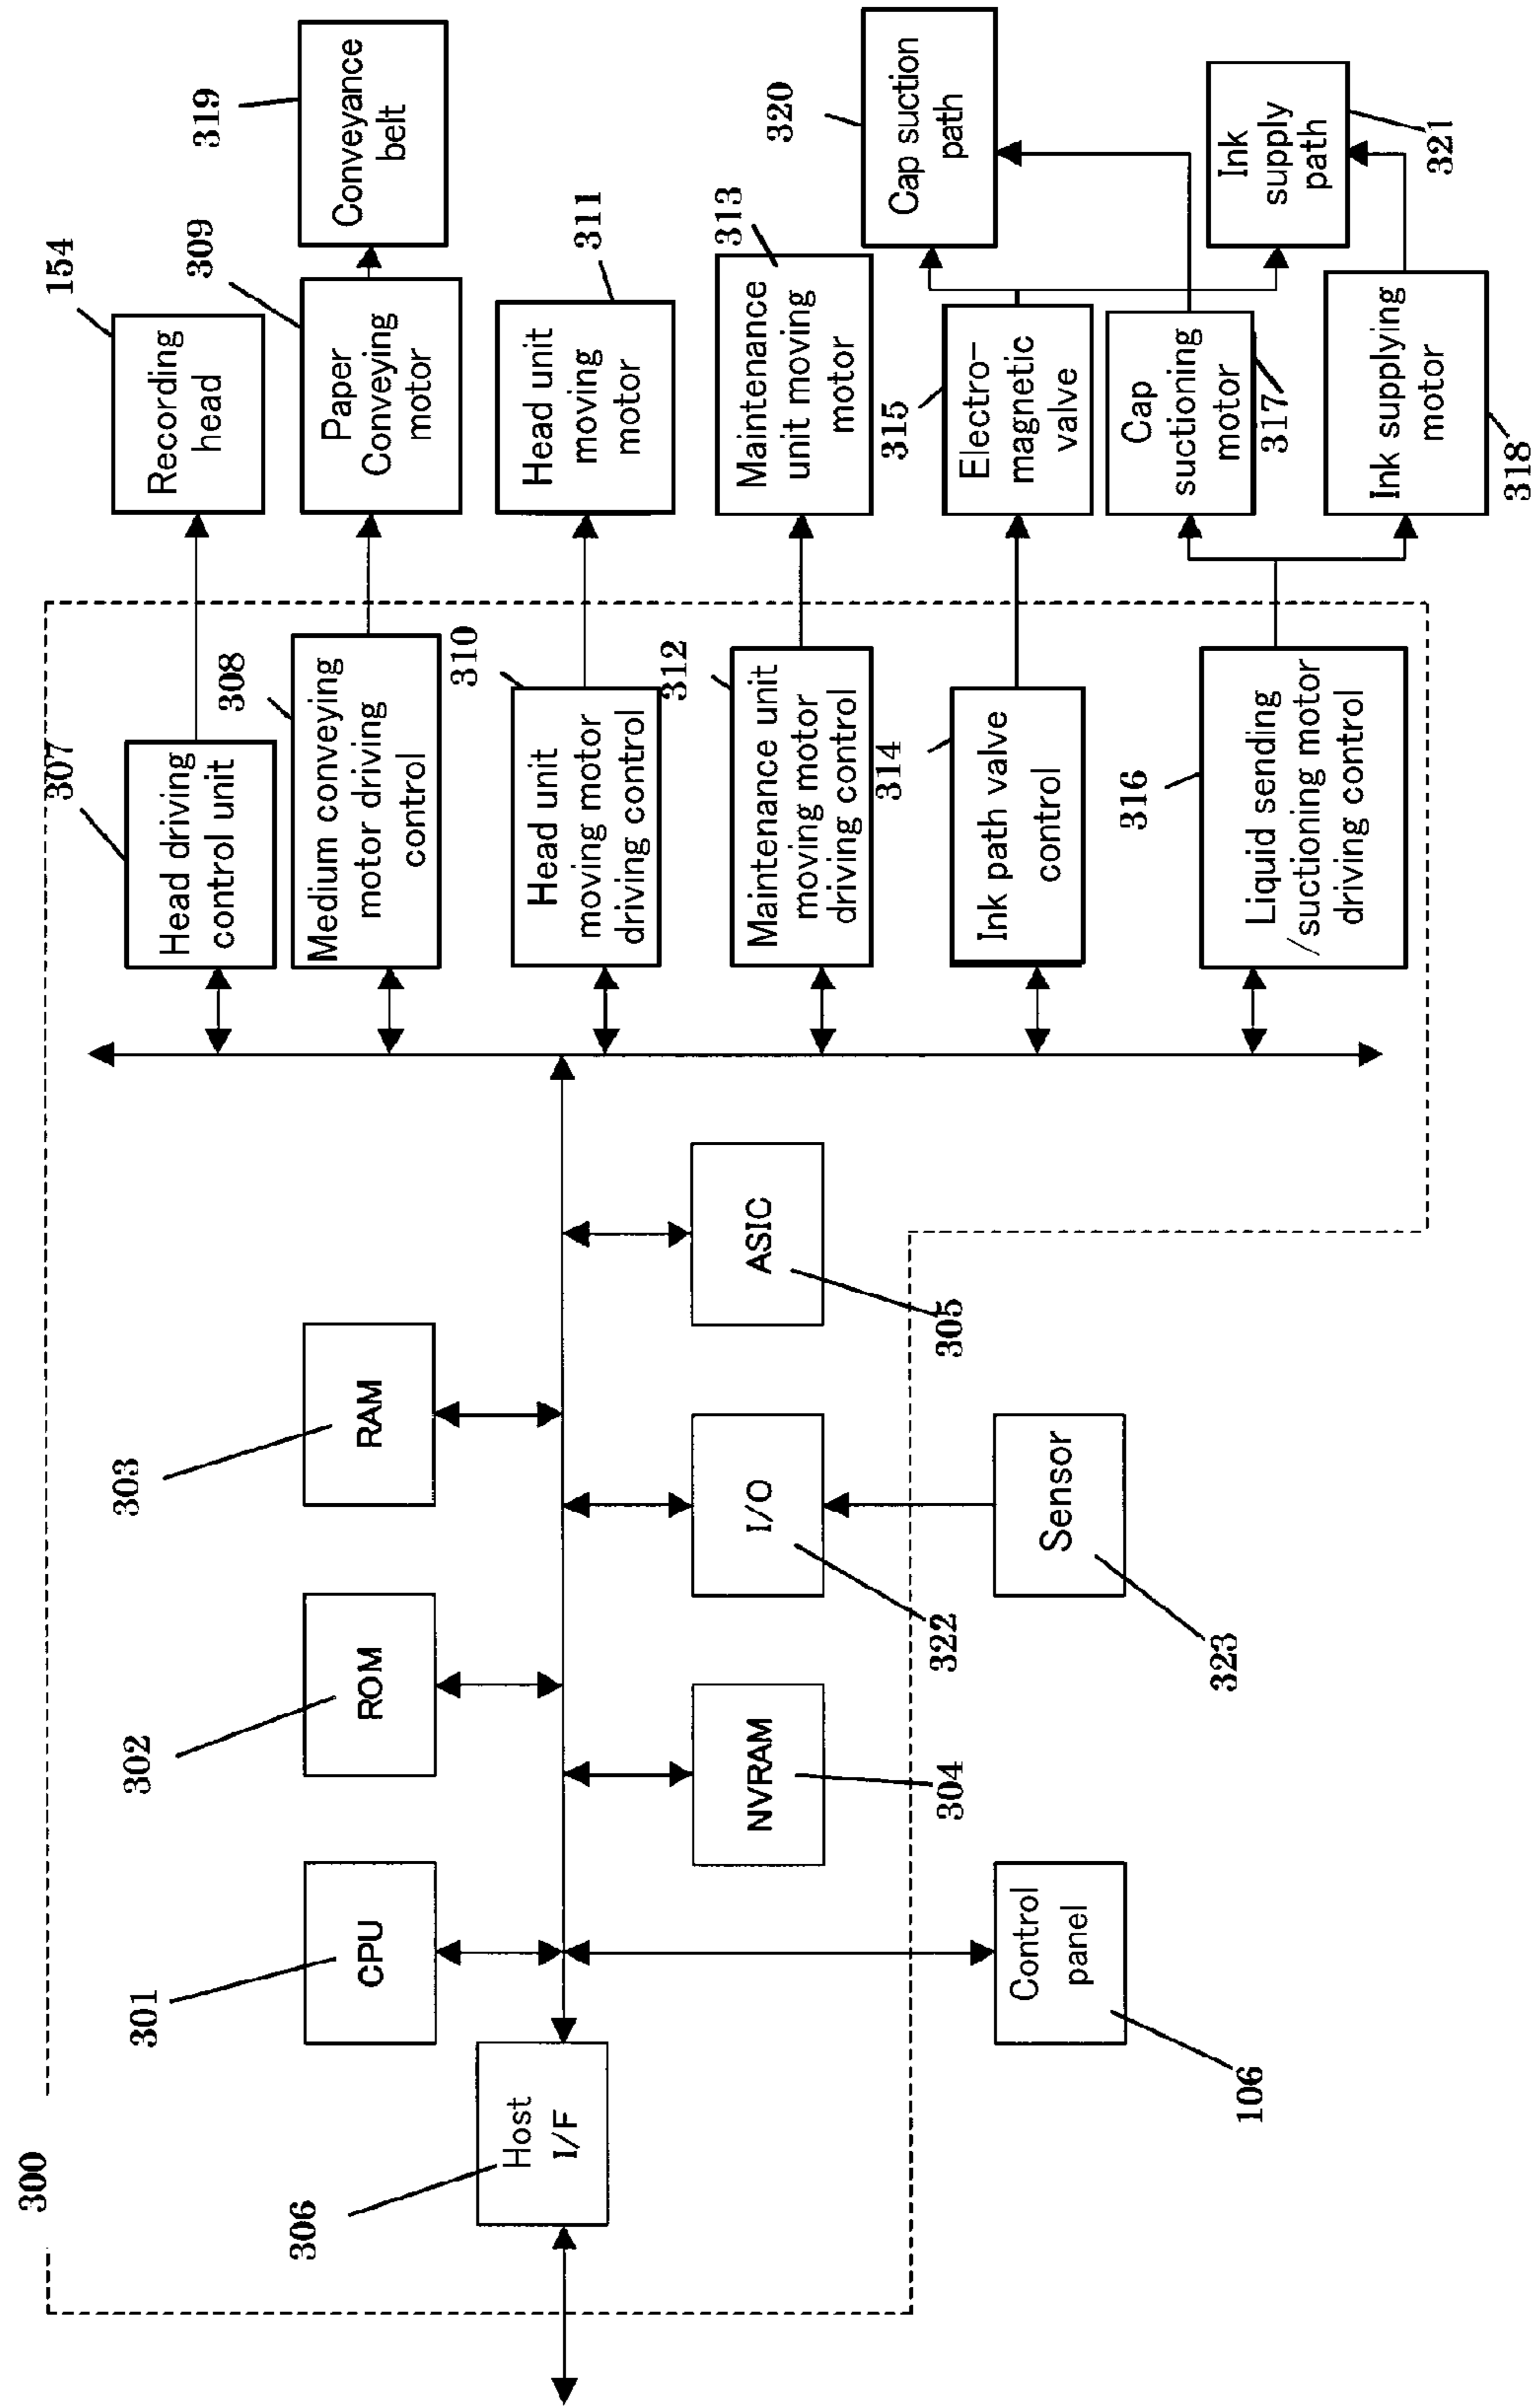 300
301
CPU
302
ROM
303
RAM
306
Host
I/F
NVRAM
304
I/O
322
ASIC
305
Control
panel
106
Sensor
323
307
Head driving
control unit
308
Medium conveying
motor driving
control
310
Head unit
moving motor
driving control
312
Maintenance unit
moving motor
driving control
314
Ink path valve
control
316
Liquid sending
/suctioning motor
driving control
154
Recording
head
309
Paper
Conveying
motor
319
Conveyance
belt
311
Head unit
moving
motor
313
Maintenance
unit moving
motor
315
Electro-
magnetic
valve
Cap
suctioning
motor
317
Ink supplying
motor
318
320
Cap suction
path
Ink
supply
path
321